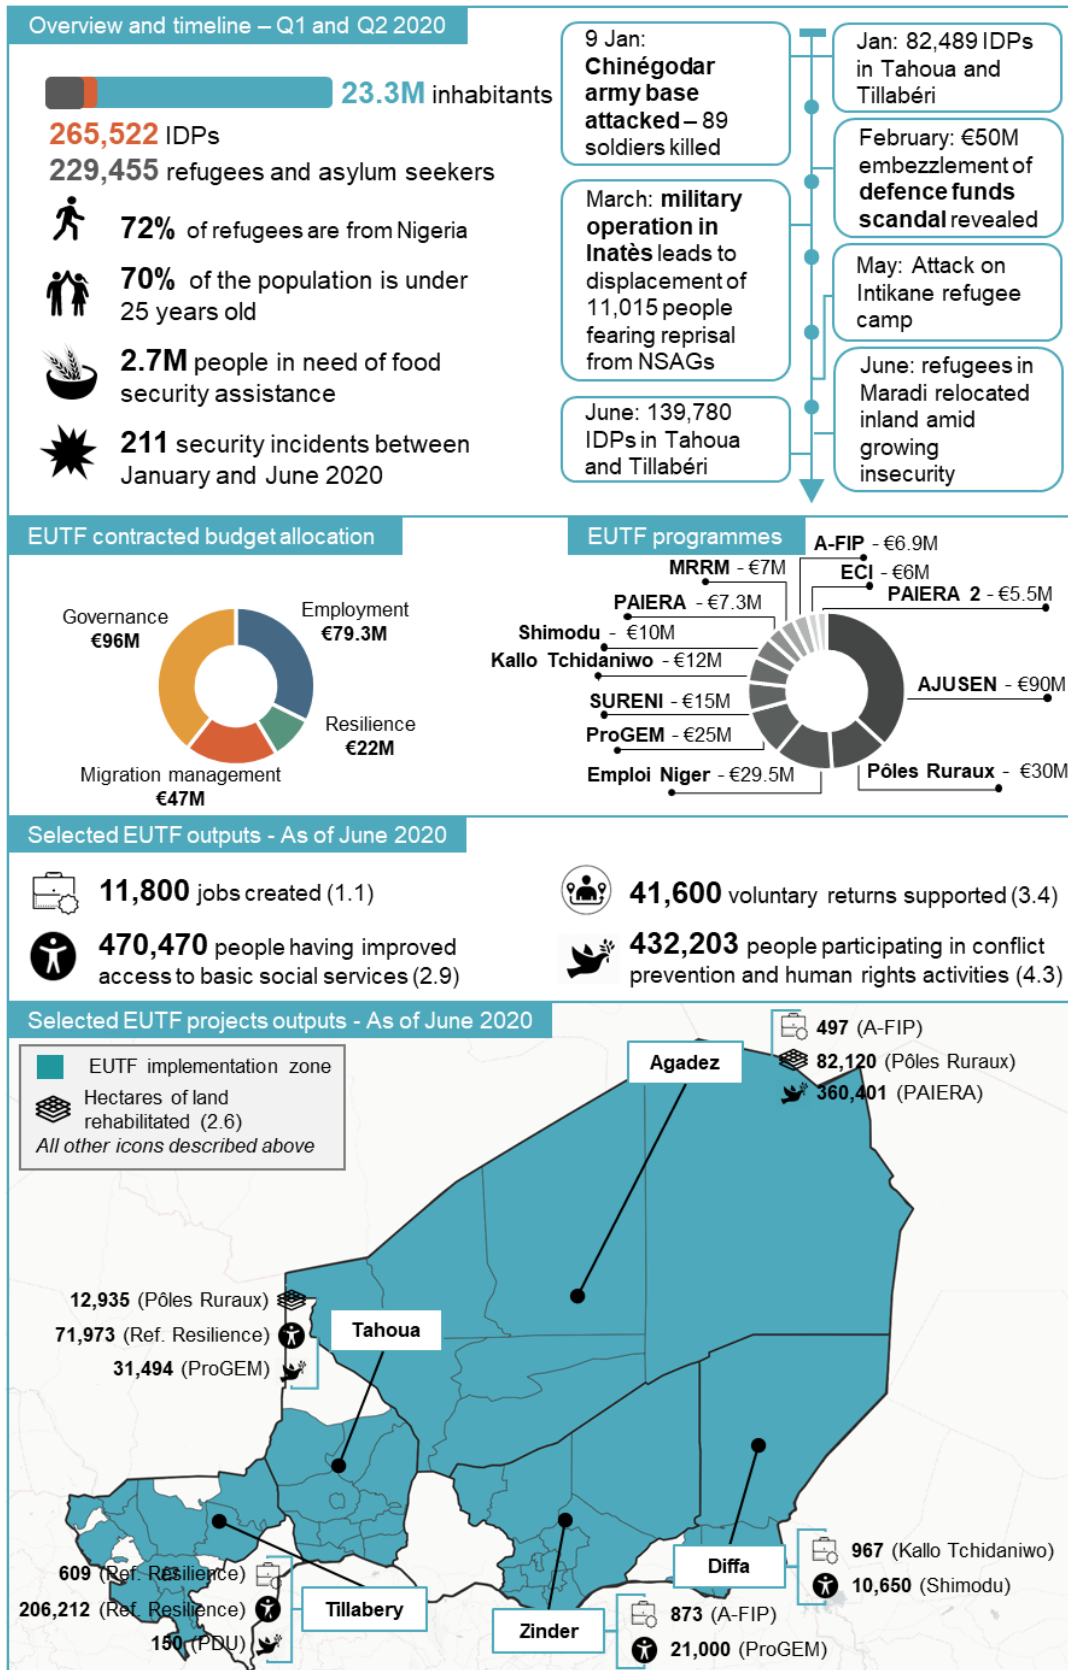 Overview and timeline – Q1 and Q2 2020
23.3M inhabitants
265,522 IDPs
229,455 refugees and asylum seekers
72% of refugees are from Nigeria
70% of the population is under
25 years old
2.7M people in need of food
security assistance
211 security incidents between
January and June 2020
9 Jan:
Chinégodar
army base
attacked – 89
soldiers killed
Jan: 82,489 IDPs
in Tahoua and
Tillabéri
February: €50M
embezzlement of
defence funds
scandal revealed
March: military
operation in
Inatès leads to
displacement of
11,015 people
fearing reprisal
from NSAGs
May: Attack on
Intikane refugee
camp
June: refugees in
Maradi relocated
inland amid
growing
insecurity
June: 139,780
IDPs in Tahoua
and Tillabéri
EUTF contracted budget allocation
Governance
€96M
Employment
€79.3M
Resilience
€22M
Migration management
€47M
EUTF programmes
A-FIP - €6.9M
MRRM - €7M
ECI - €6M
PAIERA - €7.3M
PAIERA 2 - €5.5M
Shimodu - €10M
Kallo Tchidaniwo - €12M
AJUSEN - €90M
SURENI - €15M
ProGEM - €25M
Emploi Niger - €29.5M
Pôles Ruraux - €30M
Selected EUTF outputs - As of June 2020
11,800 jobs created (1.1)
41,600 voluntary returns supported (3.4)
470,470 people having improved
access to basic social services (2.9)
432,203 people participating in conflict
prevention and human rights activities (4.3)
Selected EUTF projects outputs - As of June 2020
EUTF implementation zone
Hectares of land
rehabilitated (2.6)
All other icons described above
Agadez
497 (A-FIP)
82,120 (Pôles Ruraux)
360,401 (PAIERA)
12,935 (Pôles Ruraux)
71,973 (Ref. Resilience)
31,494 (ProGEM)
Tahoua
609 (Ref. Resilience)
206,212 (Ref. Resilience)
150 (PDU)
Tillabery
Zinder
873 (A-FIP)
21,000 (ProGEM)
Diffa
967 (Kallo Tchidaniwo)
10,650 (Shimodu)